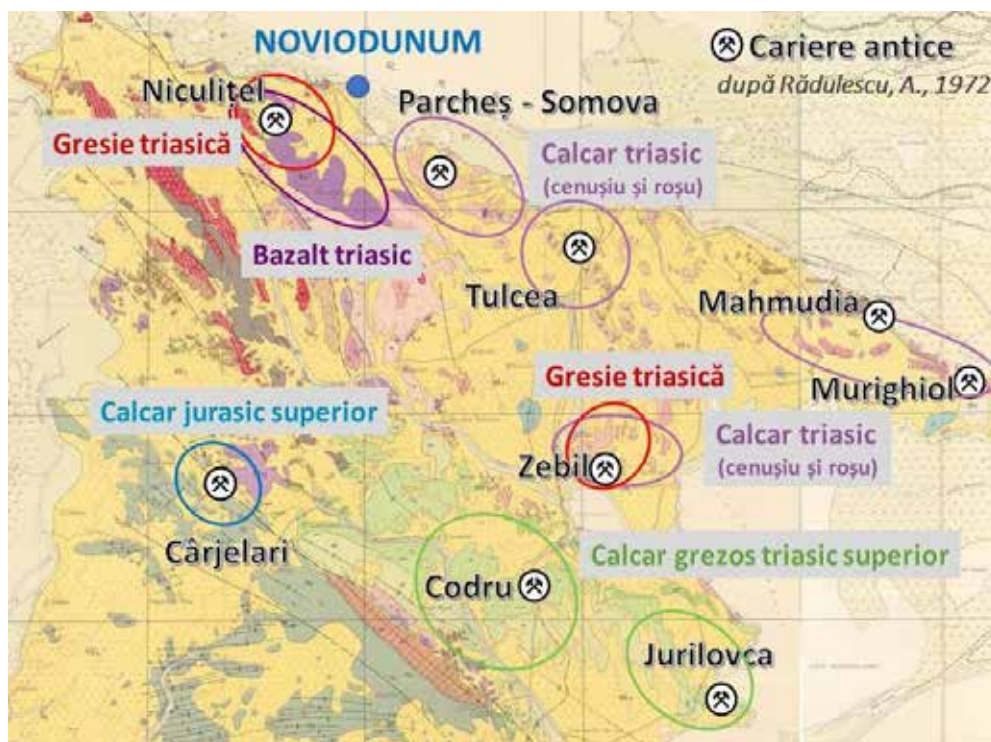 NOVIODUNUM
Cariere antice
după Rădulescu, A., 1972
Niculițel
Parcheș - Somova
Gresie triasică
Calcar triasic
(cenușiu și roșu)
Bazalt triasic
Tulcea
Mahmudia
Gresie triasică
Murighiol
Calcar jurasic superior
Calcar triasic
(cenușiu și roșu)
Zebil
Cârjelari
Calcar grezos triasic superior
Codru
Jurilovca